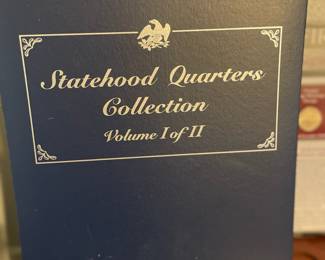 Statehood Quarters
Collection
Volume I of II